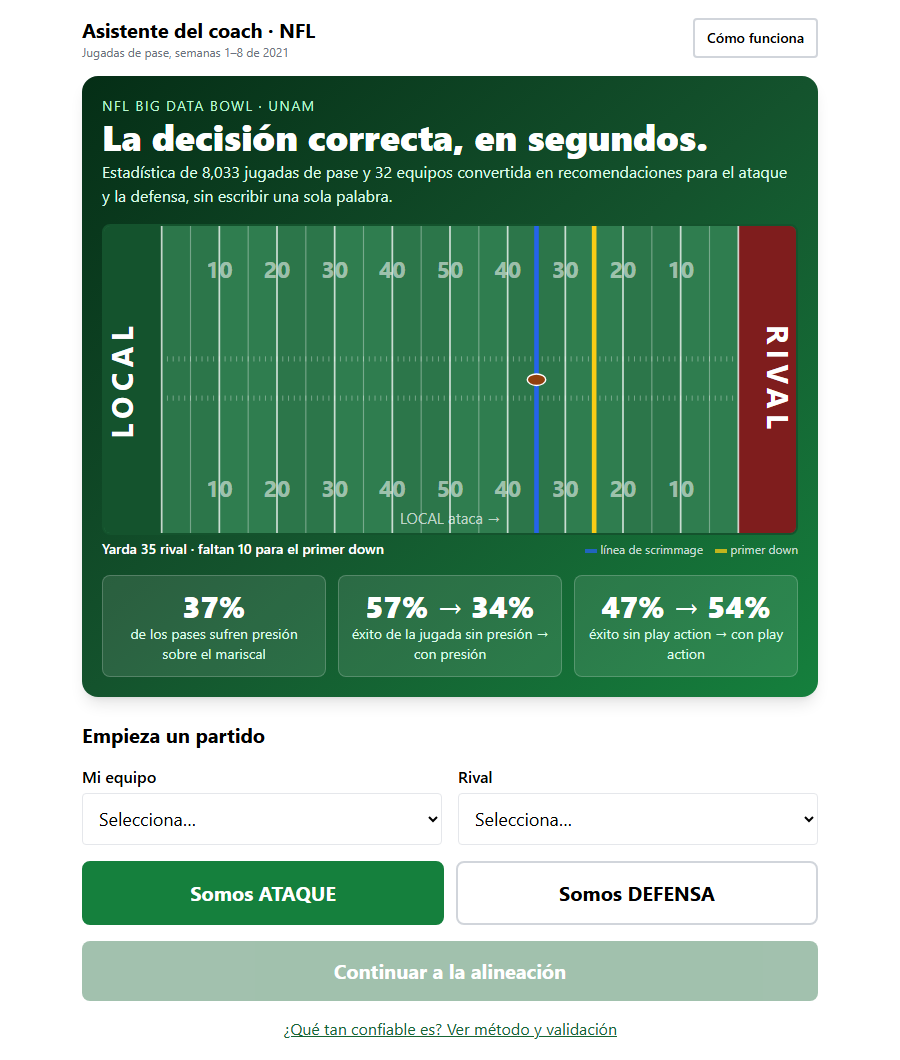 Asistente del coach · NFL
Jugadas de pase, semanas 1–8 de 2021
Cómo funciona
NFL BIG DATA BOWL · UNAM
La decisión correcta, en segundos.
Estadística de 8,033 jugadas de pase y 32 equipos convertida en recomendaciones para el ataque
y la defensa, sin escribir una sola palabra.
10 20 30 40 50 40 30 20 10
LOCAL
RIVAL
10 20 30 40 50 40 30 20 10
LOCAL ataca →
Yarda 35 rival · faltan 10 para el primer down
línea de scrimmage
primer down
37%
de los pases sufren presión
sobre el mariscal
57% → 34%
éxito de la jugada sin presión →
con presión
47% → 54%
éxito sin play action → con play
action
Empieza un partido
Mi equipo
Rival
Selecciona...
Selecciona...
Somos ATAQUE
Somos DEFENSA
Continuar a la alineación
¿Qué tan confiable es? Ver método y validación